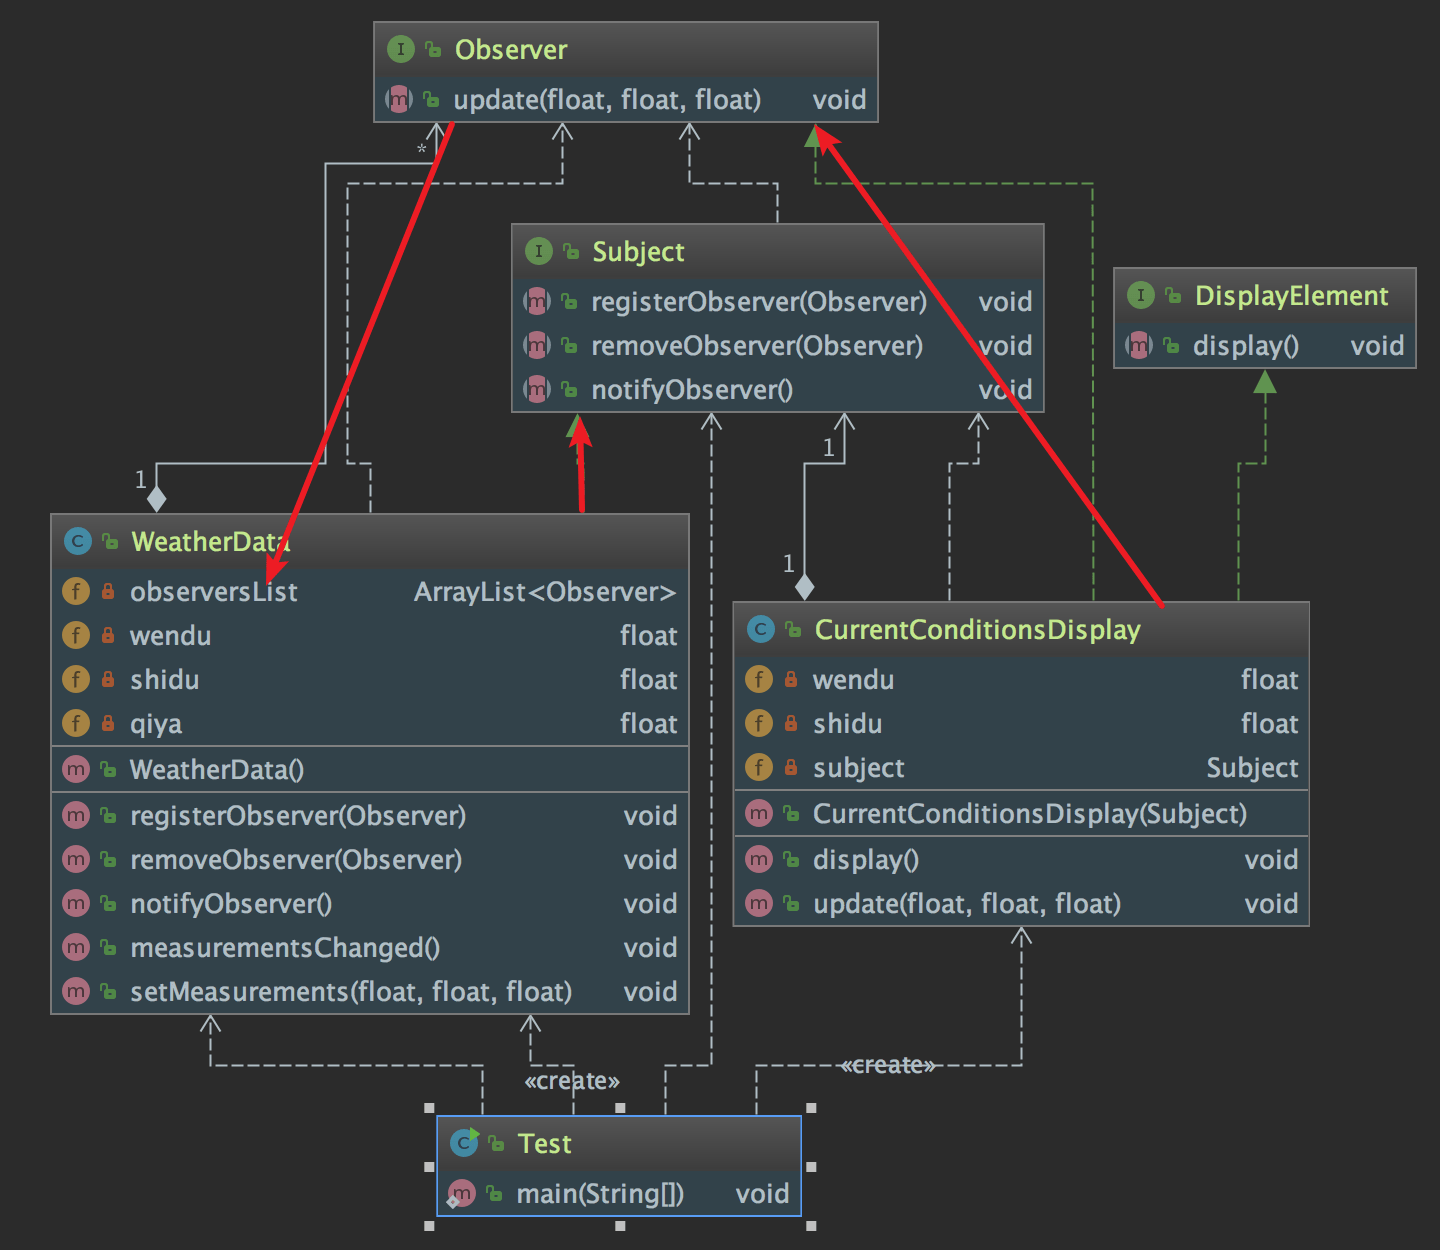 Observer
update(float, float, float) void
*
Subject
registerObserver(Observer) void
removeObserver(Observer) void
notifyObserver() void
DisplayElement
display() void
1
1
1
WeatherData
observersList ArrayList<Observer>
wendu float
shidu float
qiya float
WeatherData()
registerObserver(Observer) void
removeObserver(Observer) void
notifyObserver() void
measurementsChanged() void
setMeasurements(float, float, float) void
CurrentConditionsDisplay
wendu float
shidu float
subject Subject
CurrentConditionsDisplay(Subject)
display() void
update(float, float, float) void
«create»
«create»
Test
main(String[]) void